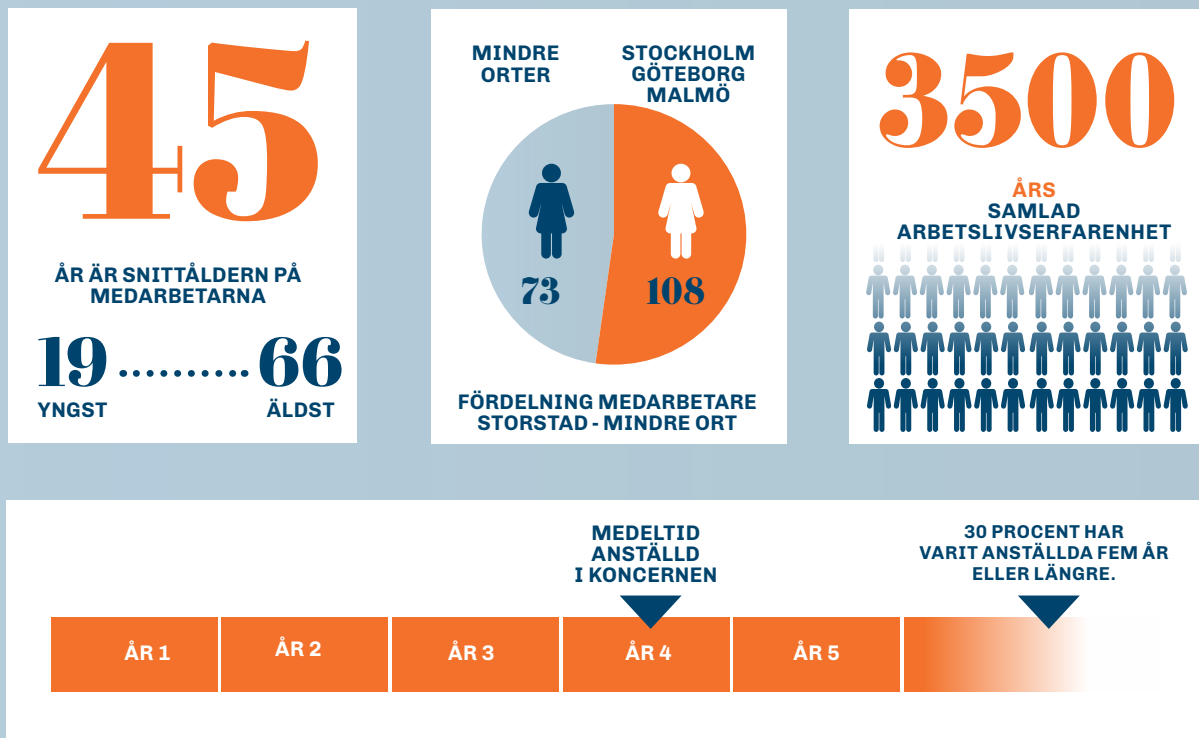 45
ÅR ÄR SNITTÅLDERN PÅ
MEDARBETARNA
19 .......... 66
YNGST ÄLDST
MINDRE
ORTER
STOCKHOLM
GÖTEBORG
MALMÖ
73
108
FÖRDELNING MEDARBETARE
STORSTAD - MINDRE ORT
3500
ÅRS
SAMLAD
ARBETSLIVSERFARENHET
MEDELTID
ANSTÄLLD
I KONCERNEN
30 PROCENT HAR
VARIT ANSTÄLLDA FEM ÅR
ELLER LÄNGRE.
ÅR 1 ÅR 2 ÅR 3 ÅR 4 ÅR 5